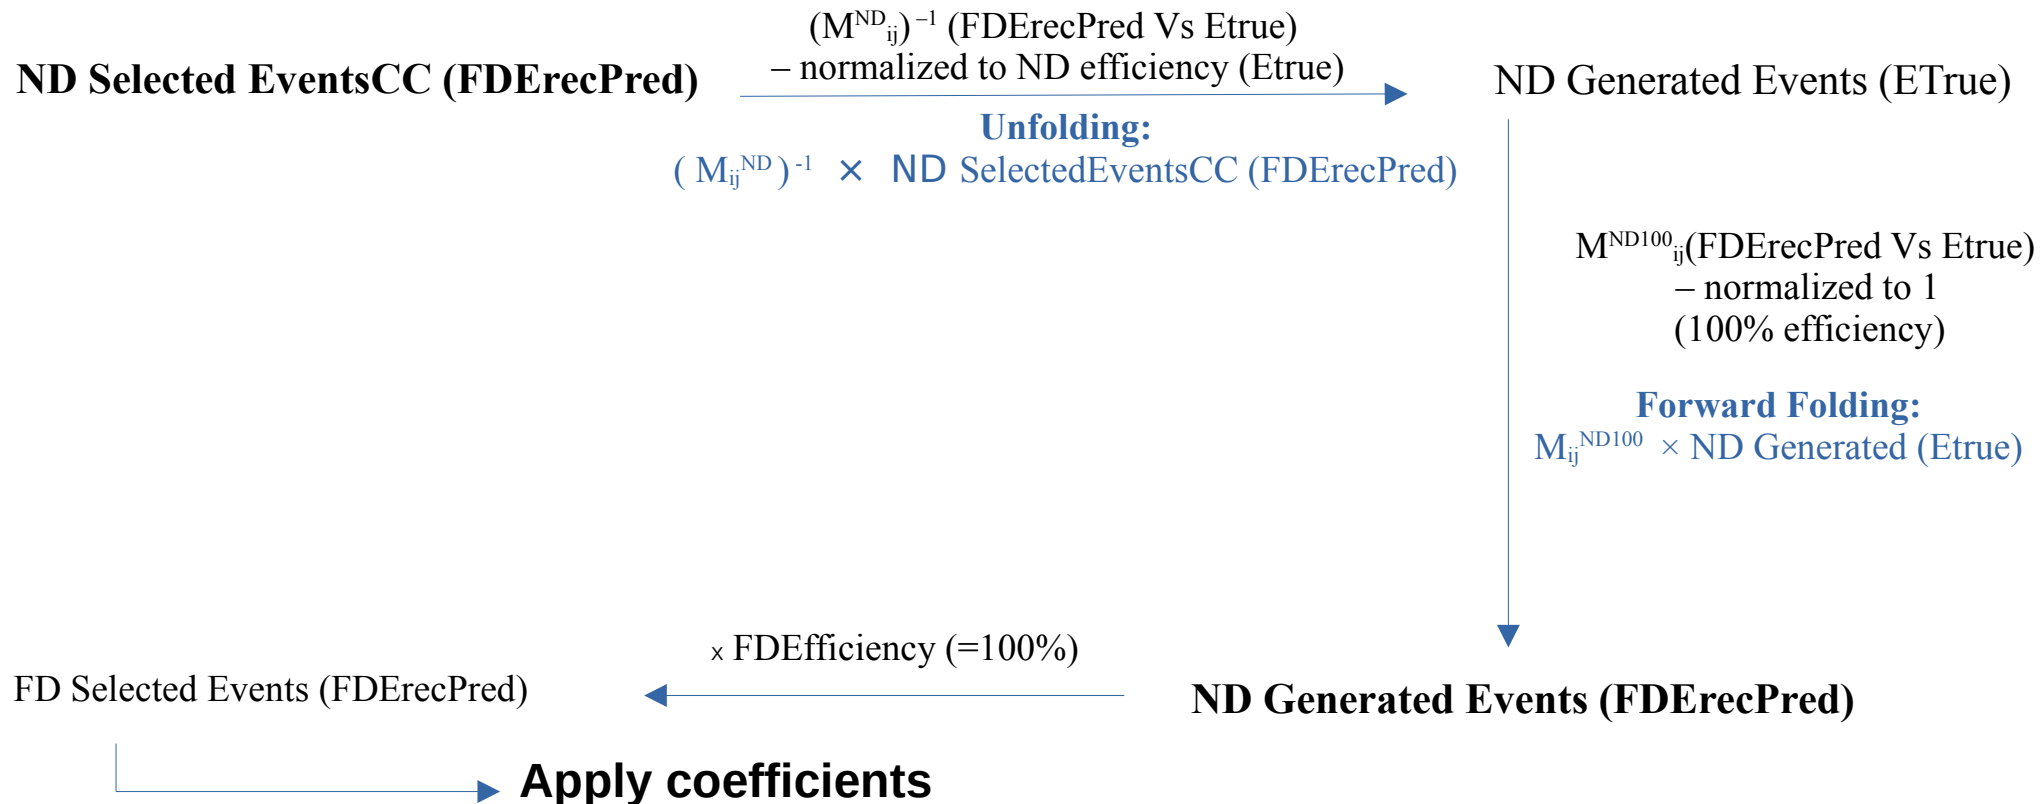 (M^ND_ij)^–1 (FDErecPred Vs Etrue)
– normalized to ND efficiency (Etrue)
ND Selected EventsCC (FDErecPred)
ND Generated Events (ETrue)
Unfolding:
( M_ij^ND )^-1 × ND SelectedEventsCC (FDErecPred)
M^ND100_ij(FDErecPred Vs Etrue)
– normalized to 1
(100% efficiency)
Forward Folding:
M_ij^ND100 × ND Generated (Etrue)
x FDEfficiency (=100%)
FD Selected Events (FDErecPred)
ND Generated Events (FDErecPred)
Apply coefficients